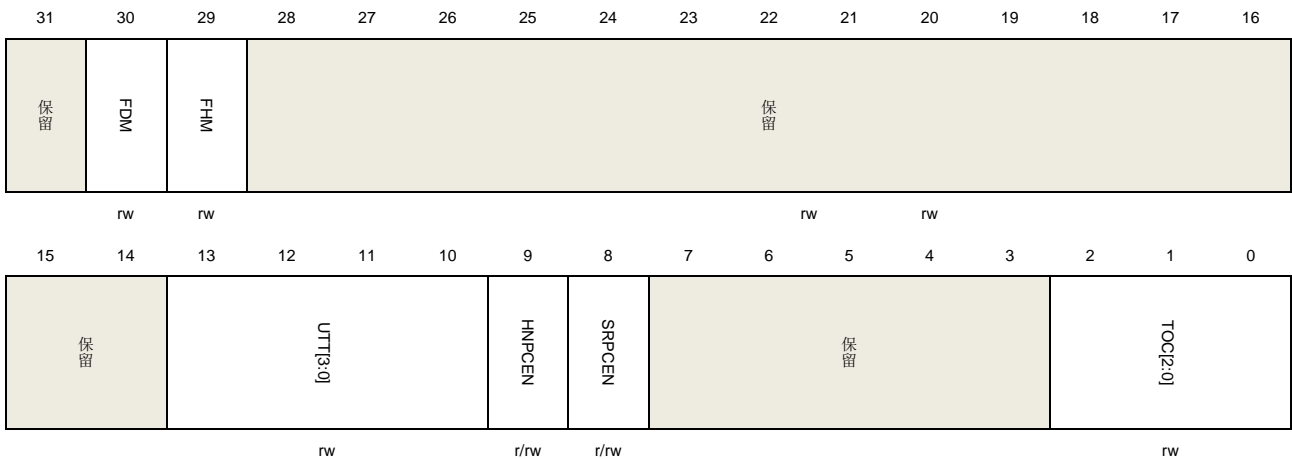 31 30 29 28 27 26 25 24 23 22 21 20 19 18 17 16
保留 FDM FHM 保留
rw rw rw rw
15 14 13 12 11 10 9 8 7 6 5 4 3 2 1 0
保留 UTT[3:0] HNPCEN SRPCEN 保留 TOC[2:0]
rw r/rw r/rw rw